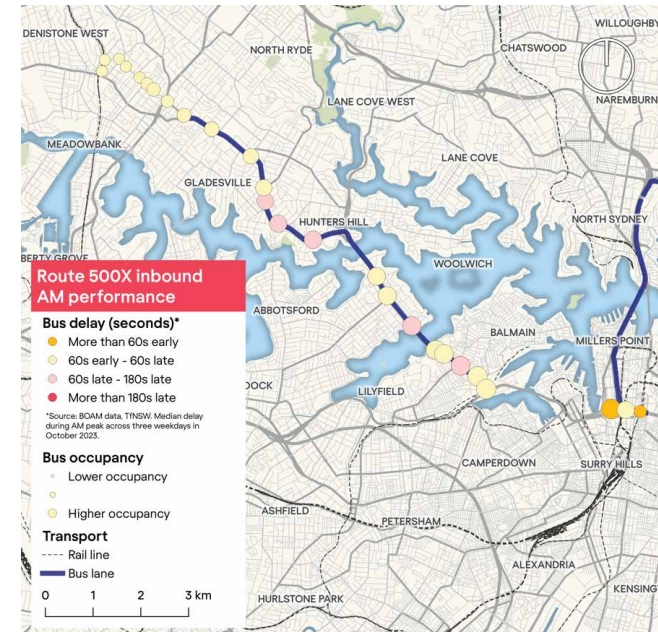 DENISTONE WEST
WILLOUGHBY
NORTH RYDE
CHATSWOOD
LANE COVE WEST
NAREMBURN
MEADOWBANK
LANE COVE
GLADESVILLE
HUNTERS HILL
NORTH SYDNEY
BERTY GROVE
WOOLWICH
Route 500X inbound
AM performance
ABBOTSFORD
BALMAIN
MILLERS POINT
Bus delay (seconds)*
More than 60s early
60s early - 60s late
60s late - 180s late
More than 180s late
*Source: BOAM data, TfNSW. Median delay
during AM peak across three weekdays in
October 2023.
OCK
LILYFIELD
Bus occupancy
Lower occupancy
Higher occupancy
CAMPERDOWN
SURRY HILLS
ASHFIELD
PETERSHAM
Transport
Rail line
Bus lane
ALEXANDRIA
KENSING
0 1 2 3 km
HURLSTONE PARK